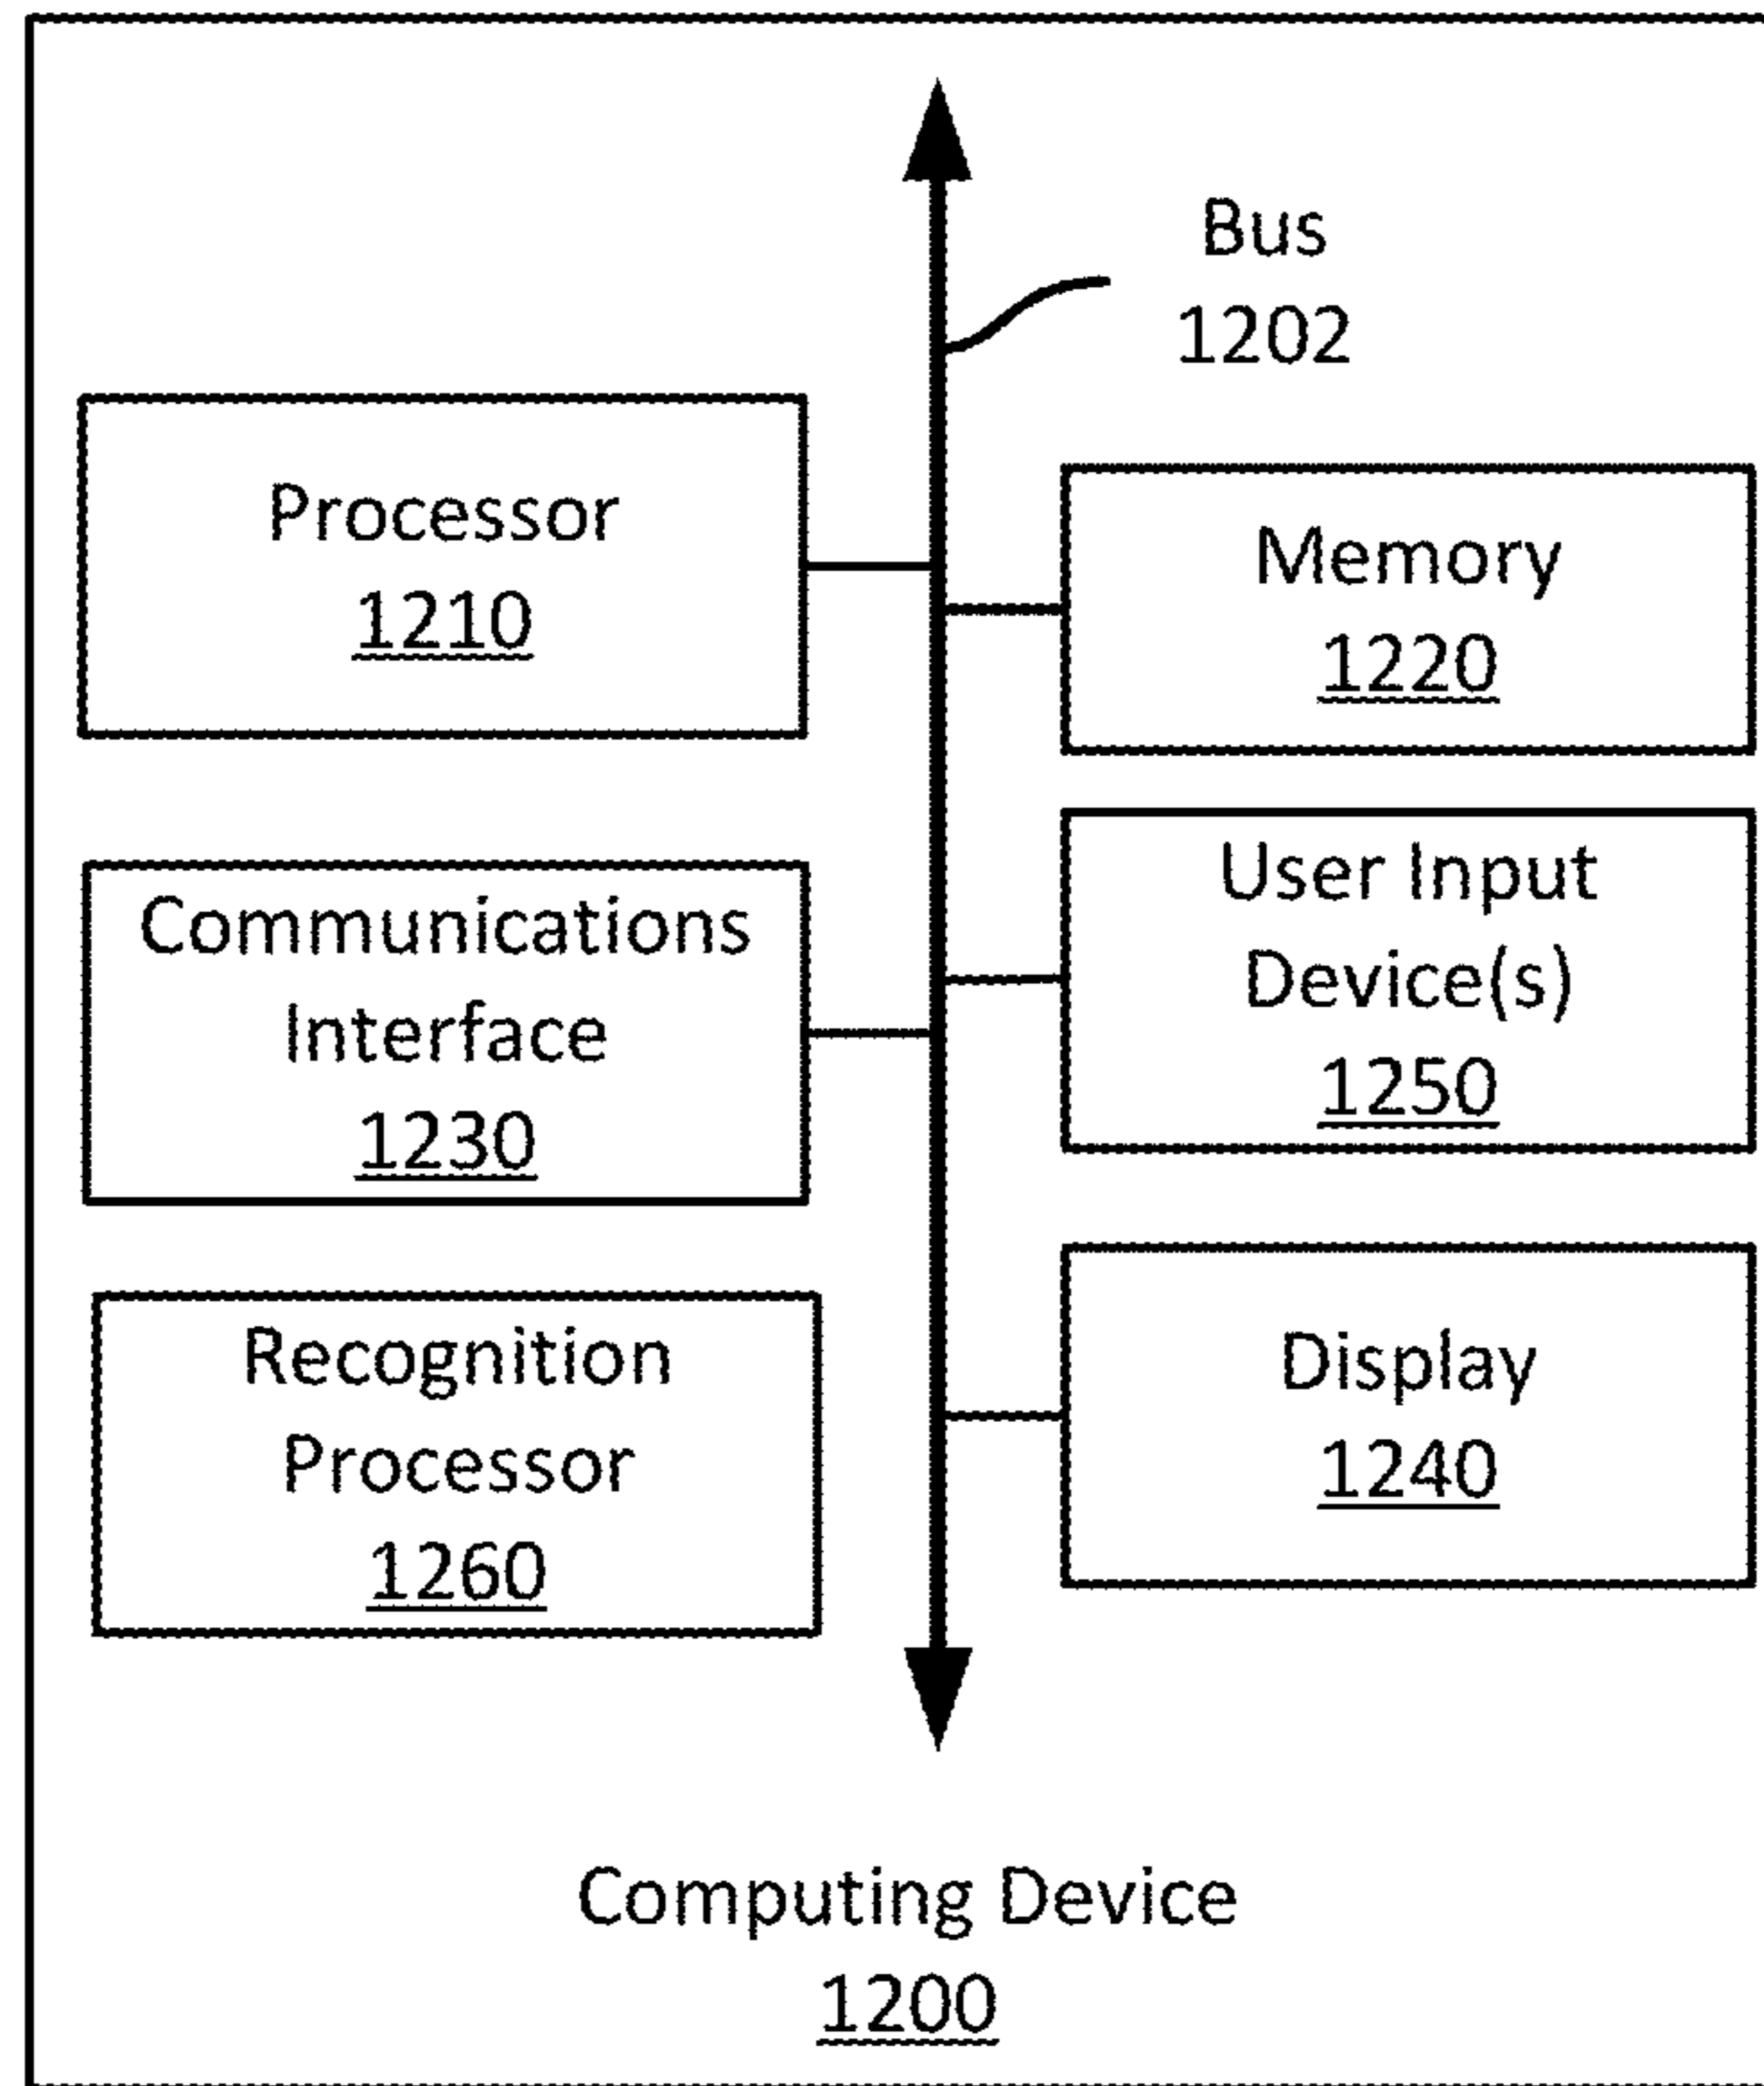 Bus
1202
Processor
1210
Memory
1220
Communications
Interface
1230
User Input
Device(s)
1250
Recognition
Processor
1260
Display
1240
Computing Device
1200